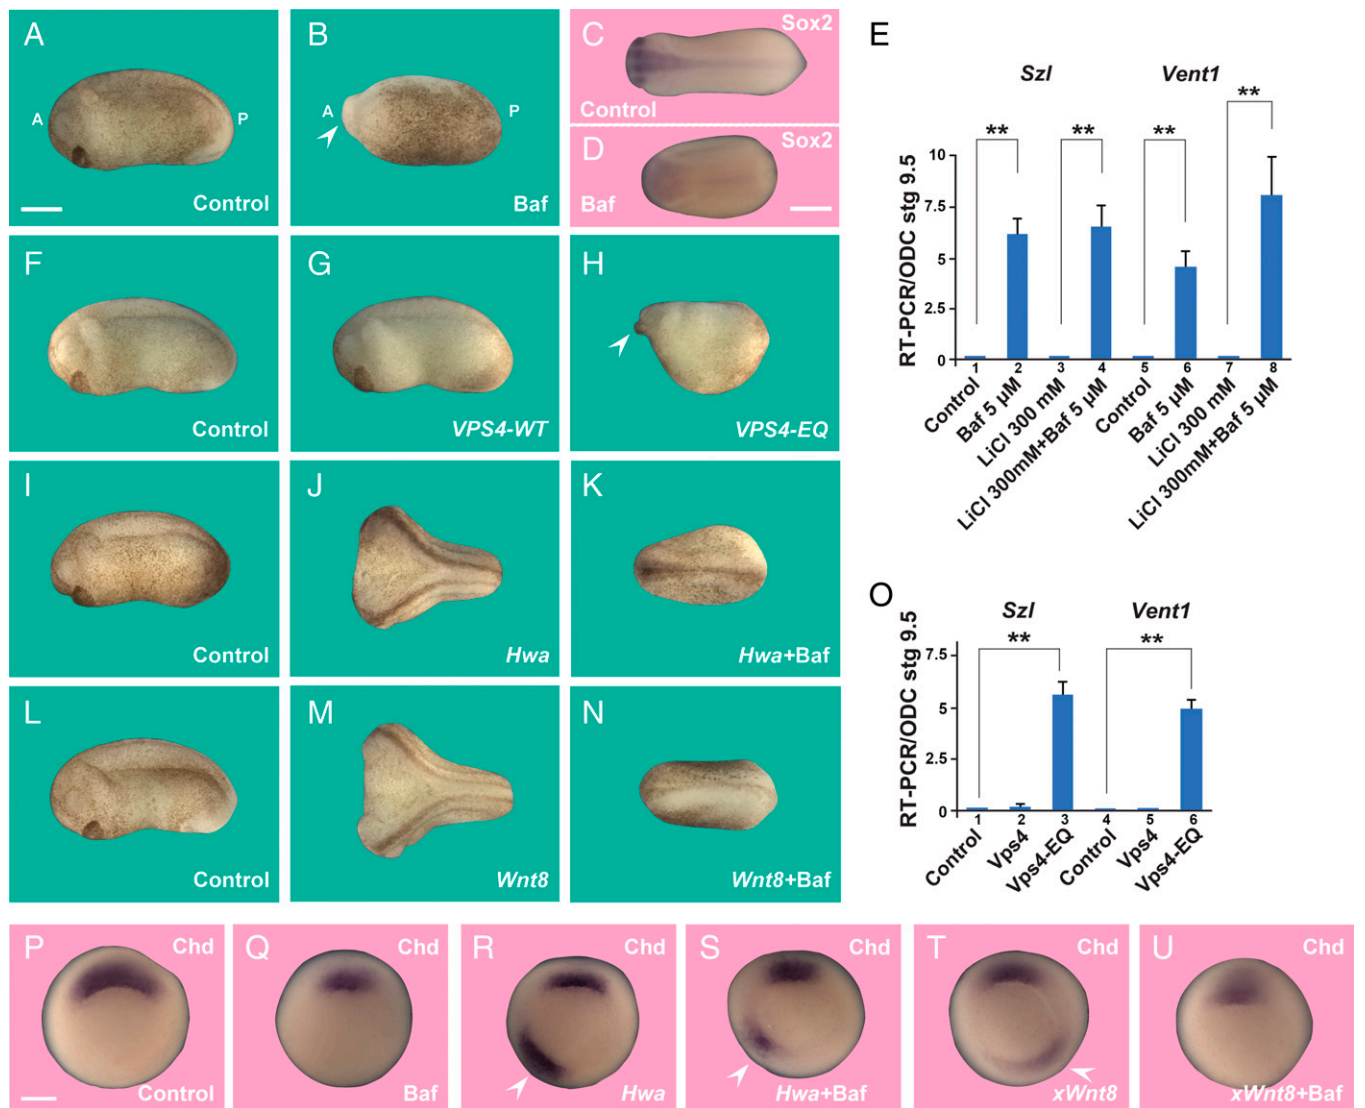 A
A
P
Control
B
A
P
Baf
C
Sox2
Control
D
Sox2
Baf
E
Szl
Vent1
**
**
**
**
RT-PCR/ODC stg 9.5
10
7.5
5
2.5
0
1
2
3
4
5
6
7
8
Control
Baf 5 µM
LiCl 300 mM
LiCl 300mM+Baf 5 µM
Control
Baf 5 µM
LiCl 300 mM
LiCl 300mM+Baf 5 µM
F
Control
G
VPS4-WT
H
VPS4-EQ
I
Control
J
Hwa
K
Hwa+Baf
L
Control
M
Wnt8
N
Wnt8+Baf
O
Szl
Vent1
**
**
RT-PCR/ODC stg 9.5
7.5
5
2.5
0
1
2
3
4
5
6
Control
Vps4
Vps4-EQ
Control
Vps4
Vps4-EQ
P
Chd
Control
Q
Chd
Baf
R
Chd
Hwa
S
Chd
Hwa+Baf
T
Chd
xWnt8
U
Chd
xWnt8+Baf